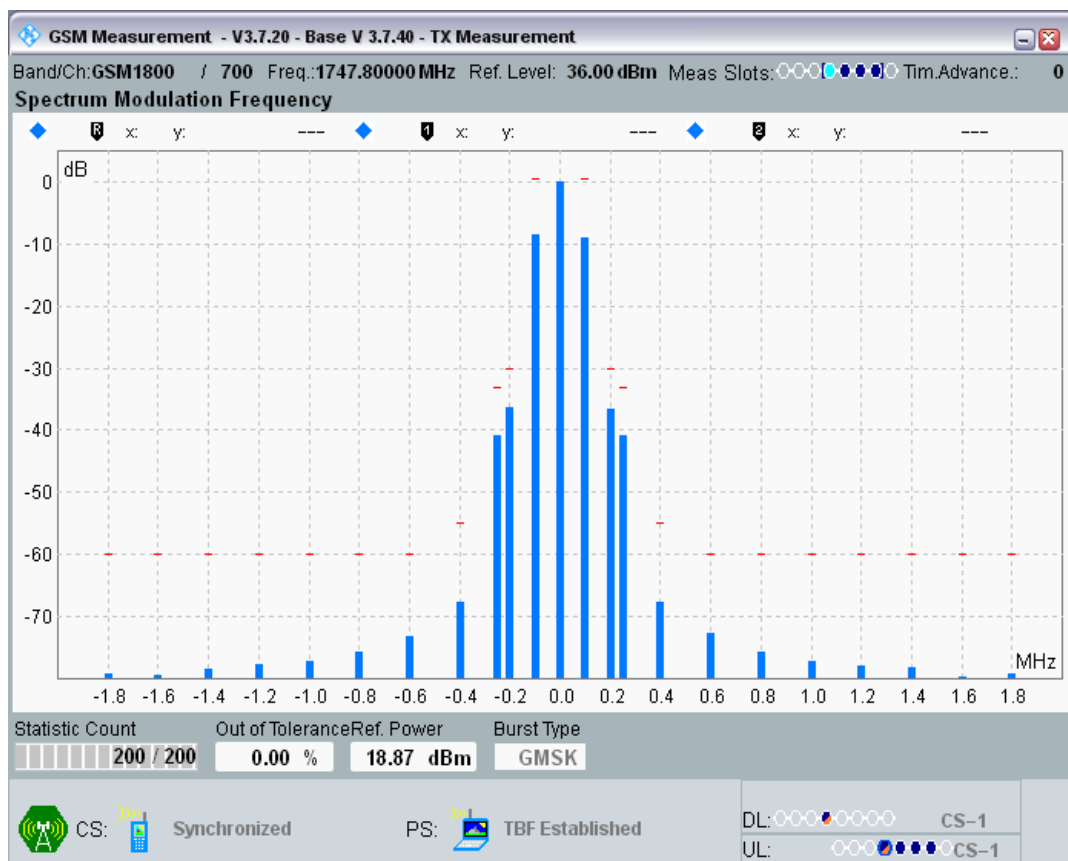 GSM Measurement - V3.7.20 - Base V 3.7.40 - TX Measurement
Band/Ch:GSM1800 / 700 Freq.:1747.80000 MHz Ref. Level: 36.00 dBm Meas Slots: Tim.Advance.: 0
Spectrum Modulation Frequency
R x: y: --- 1 x: y: --- 2 x: y: ---
dB
0
-10
-20
-30
-40
-50
-60
-70
MHz
-1.8 -1.6 -1.4 -1.2 -1.0 -0.8 -0.6 -0.4 -0.2 0.0 0.2 0.4 0.6 0.8 1.0 1.2 1.4 1.6 1.8
Statistic Count Out of Tolerance Ref. Power Burst Type
200 / 200 0.00 % 18.87 dBm GMSK
CS: Synchronized PS: TBF Established
DL: CS-1
UL: CS-1